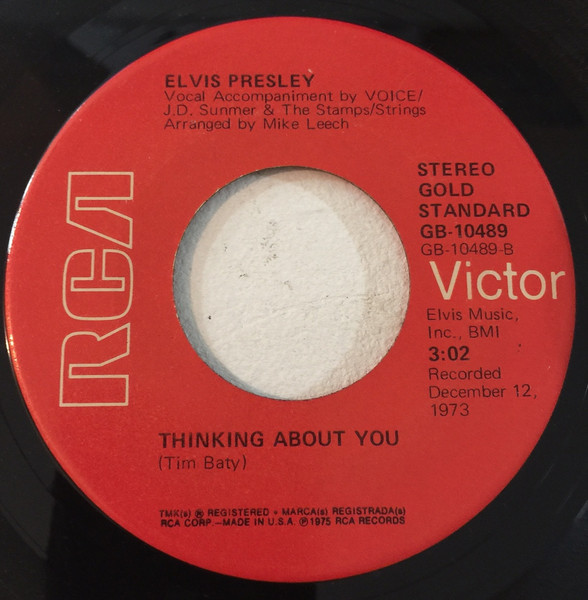 ELVIS PRESLEY
Vocal Accompaniment by VOICE/
J.D. Sunmer & The Stamps/Strings
Arranged by Mike Leech
RCA
STEREO
GOLD
STANDARD
GB-10489
GB-10489-B
Victor
Elvis Music,
Inc., BMI
3:02
Recorded
December 12,
1973
THINKING ABOUT YOU
(Tim Baty)
TMK(s) ® REGISTERED • MARCA(s) REGISTRADA(s)
RCA CORP.–MADE IN U.S.A. ℗1975 RCA RECORDS